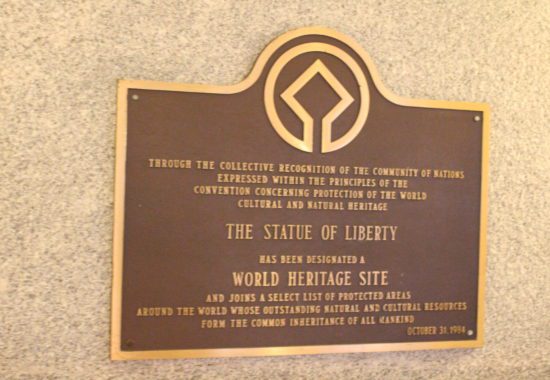 THROUGH THE COLLECTIVE RECOGNITION OF THE COMMUNITY OF NATIONS
EXPRESSED WITHIN THE PRINCIPLES OF THE
CONVENTION CONCERNING PROTECTION OF THE WORLD
CULTURAL AND NATURAL HERITAGE
THE STATUE OF LIBERTY
HAS BEEN DESIGNATED A
WORLD HERITAGE SITE
AND JOINS A SELECT LIST OF PROTECTED AREAS
AROUND THE WORLD WHOSE OUTSTANDING NATURAL AND CULTURAL RESOURCES
FORM THE COMMON INHERITANCE OF ALL MANKIND
OCTOBER 31, 1984